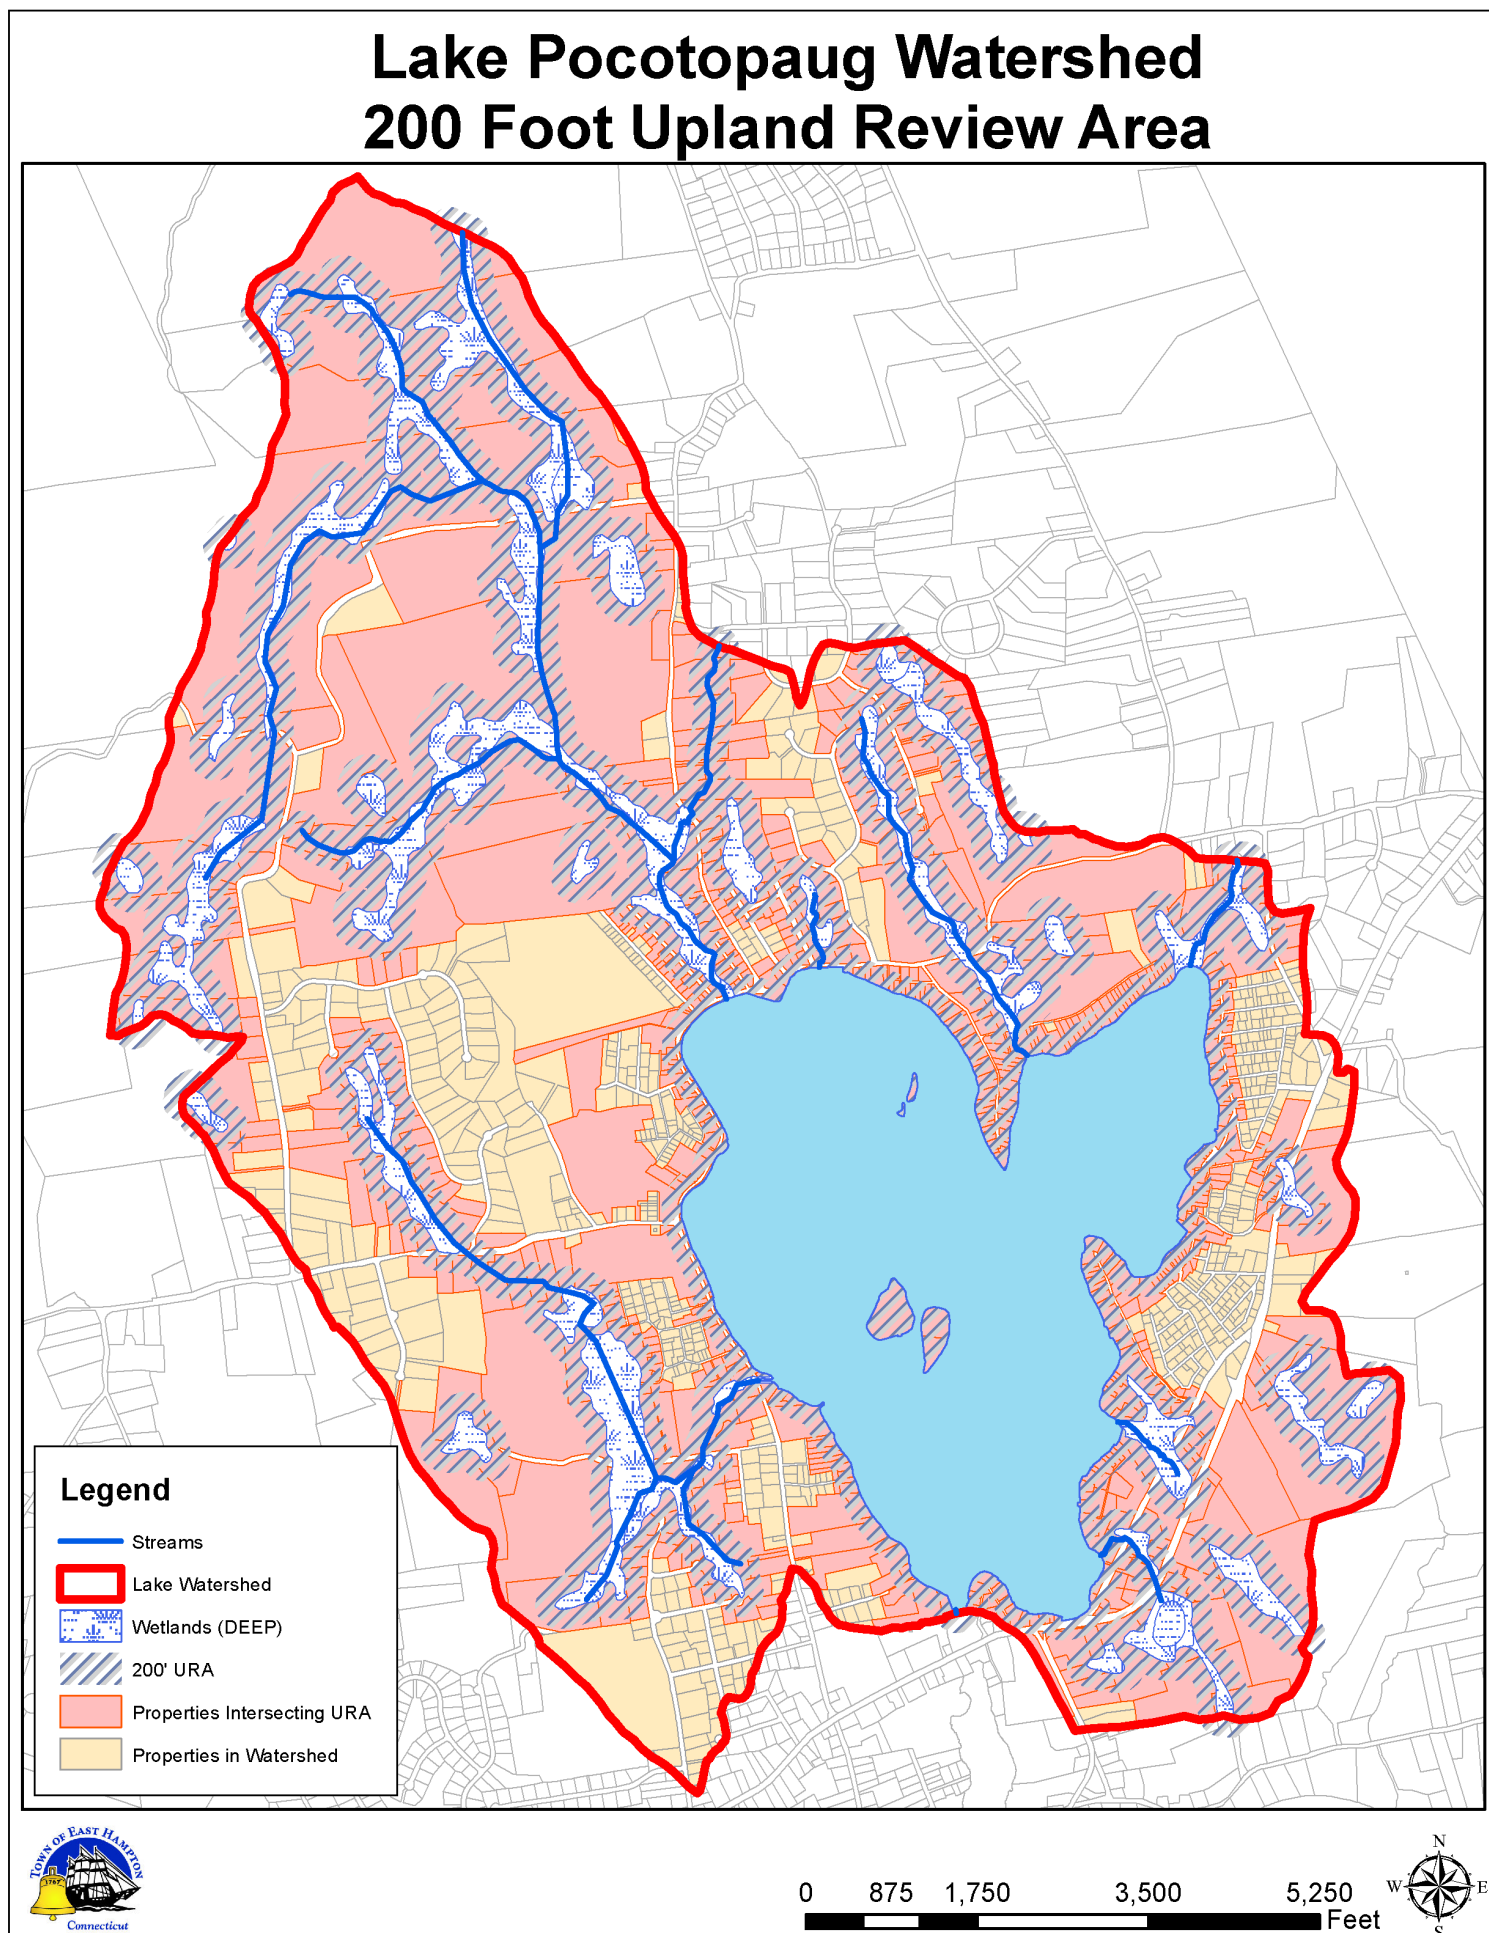 Lake Pocotopaug Watershed
200 Foot Upland Review Area
Legend
Streams
Lake Watershed
Wetlands (DEEP)
200' URA
Properties Intersecting URA
Properties in Watershed
TOWN OF EAST HAMPTON
1767
Connecticut
0 875 1,750 3,500 5,250
Feet
N
W E
S